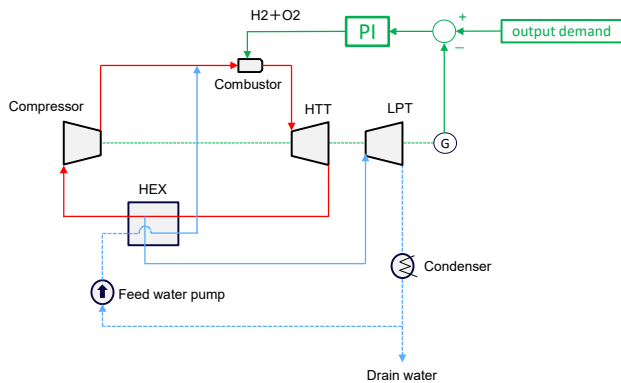 H2+O2
PI
+
−
output demand
Combustor
Compressor
HTT
LPT
G
HEX
Condenser
Feed water pump
Drain water